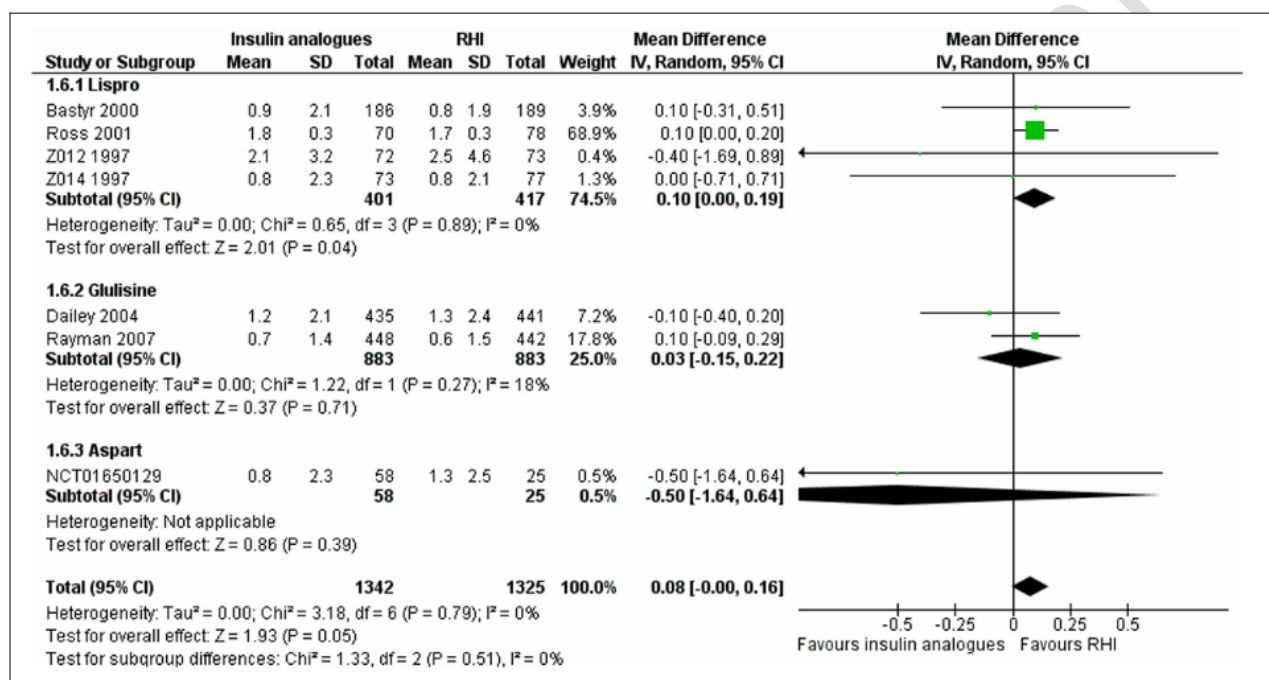 Insulin analogues RHI Mean Difference Mean Difference
Study or Subgroup Mean SD Total Mean SD Total Weight IV, Random, 95% CI IV, Random, 95% CI
1.6.1 Lispro
Bastyr 2000 0.9 2.1 186 0.8 1.9 189 3.9% 0.10 [-0.31, 0.51]
Ross 2001 1.8 0.3 70 1.7 0.3 78 68.9% 0.10 [0.00, 0.20]
Z012 1997 2.1 3.2 72 2.5 4.6 73 0.4% -0.40 [-1.69, 0.89]
Z014 1997 0.8 2.3 73 0.8 2.1 77 1.3% 0.00 [-0.71, 0.71]
Subtotal (95% CI) 401 417 74.5% 0.10 [0.00, 0.19]
Heterogeneity: Tau² = 0.00; Chi² = 0.65, df = 3 (P = 0.89); I² = 0%
Test for overall effect: Z = 2.01 (P = 0.04)
1.6.2 Glulisine
Dailey 2004 1.2 2.1 435 1.3 2.4 441 7.2% -0.10 [-0.40, 0.20]
Rayman 2007 0.7 1.4 448 0.6 1.5 442 17.8% 0.10 [-0.09, 0.29]
Subtotal (95% CI) 883 883 25.0% 0.03 [-0.15, 0.22]
Heterogeneity: Tau² = 0.00; Chi² = 1.22, df = 1 (P = 0.27); I² = 18%
Test for overall effect: Z = 0.37 (P = 0.71)
1.6.3 Aspart
NCT01650129 0.8 2.3 58 1.3 2.5 25 0.5% -0.50 [-1.64, 0.64]
Subtotal (95% CI) 58 25 0.5% -0.50 [-1.64, 0.64]
Heterogeneity: Not applicable
Test for overall effect: Z = 0.86 (P = 0.39)
Total (95% CI) 1342 1325 100.0% 0.08 [-0.00, 0.16]
Heterogeneity: Tau² = 0.00; Chi² = 3.18, df = 6 (P = 0.79); I² = 0%
Test for overall effect: Z = 1.93 (P = 0.05)
Test for subgroup differences: Chi² = 1.33, df = 2 (P = 0.51), I² = 0%
-0.5 -0.25 0 0.25 0.5
Favours insulin analogues Favours RHI